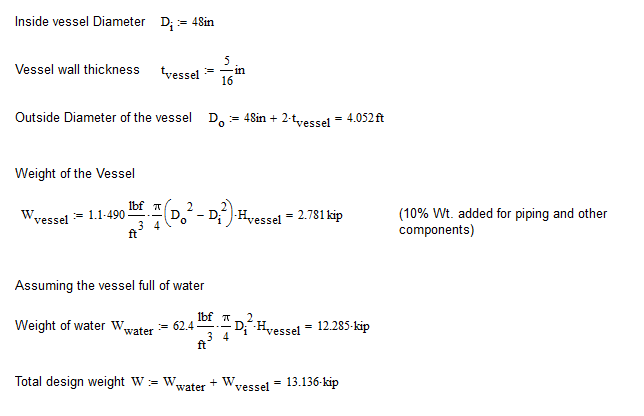 Inside vessel Diameter D_i := 48in
Vessel wall thickness t_vessel := 5/16 in
Outside Diameter of the vessel D_o := 48in + 2·t_vessel = 4.052 ft
Weight of the Vessel
W_vessel := 1.1·490 lbf/ft^3 · π/4 (D_o^2 − D_i^2)·H_vessel = 2.781 kip (10% Wt. added for piping and other
components)
Assuming the vessel full of water
Weight of water W_water := 62.4 lbf/ft^3 · π/4 D_i^2·H_vessel = 12.285·kip
Total design weight W := W_water + W_vessel = 13.136·kip